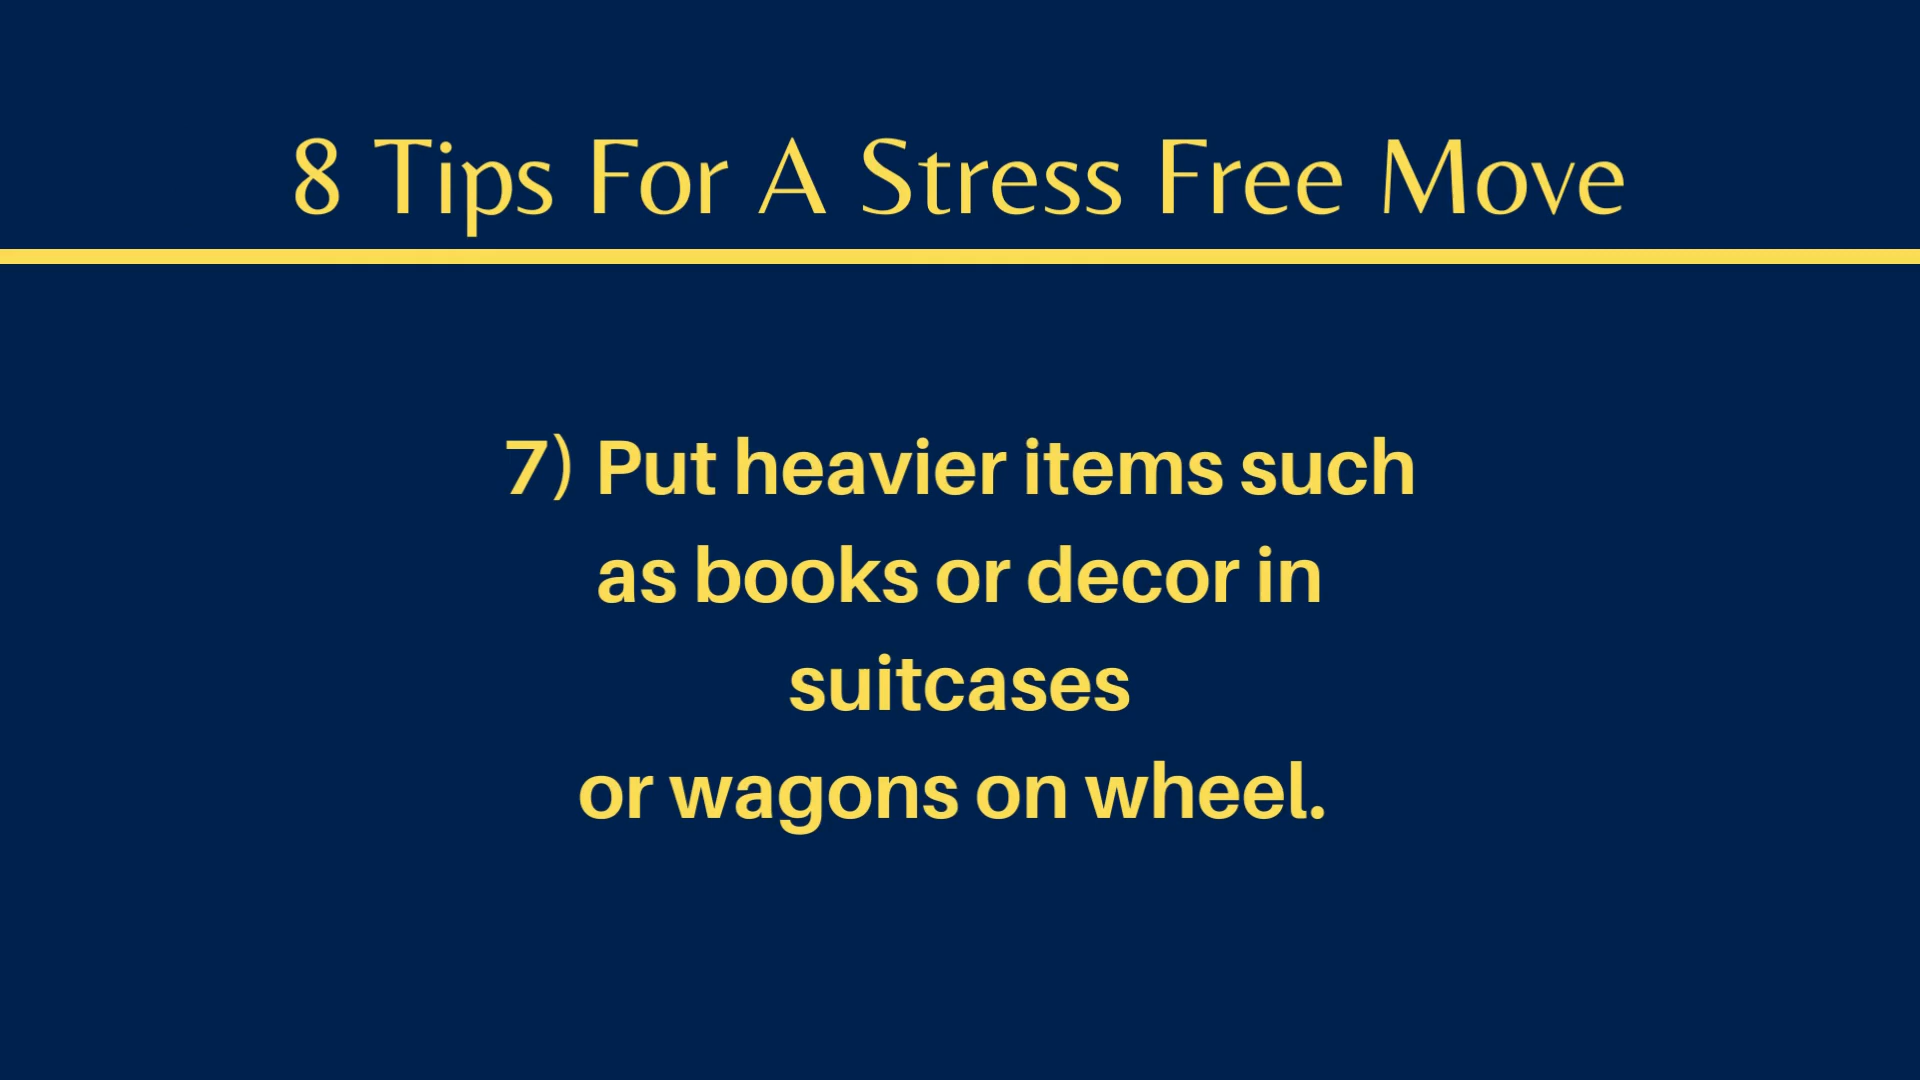 8 Tips For A Stress Free Move
7) Put heavier items such
as books or decor in
suitcases
or wagons on wheel.